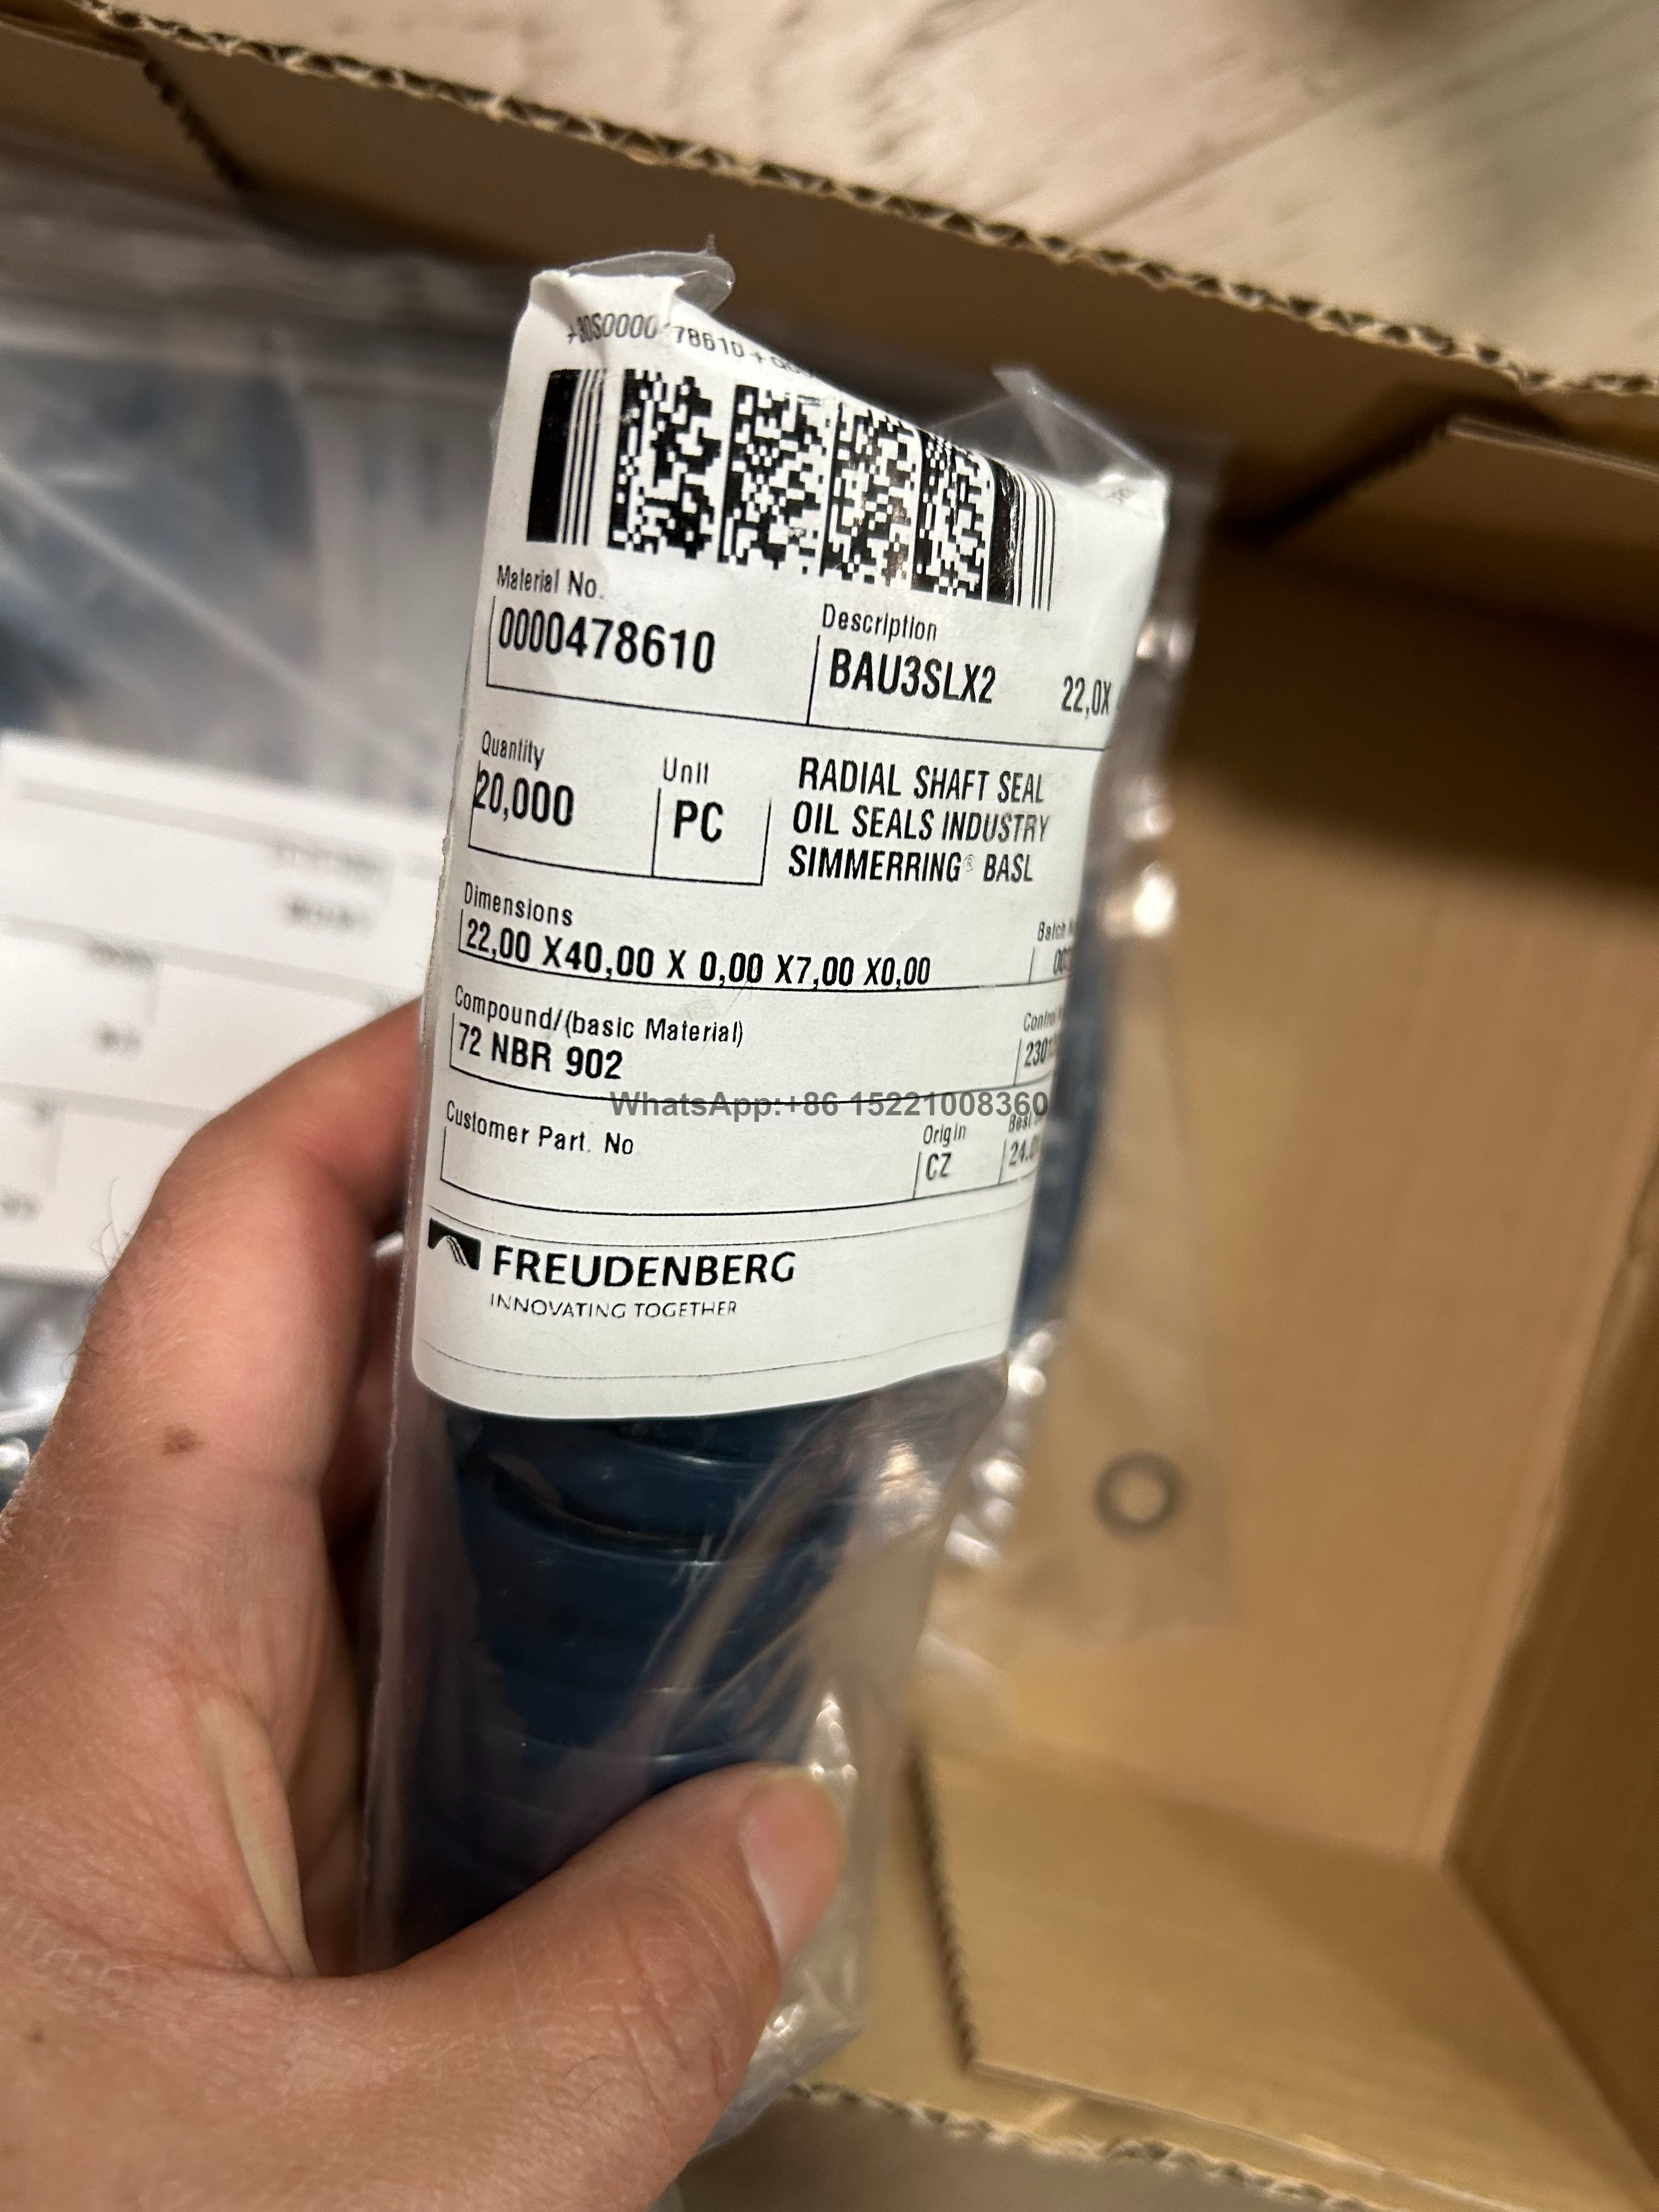 Material No.
0000478610
Description
BAU3SLX2 22,0X
Quantity
20,000
Unit
PC
RADIAL SHAFT SEAL
OIL SEALS INDUSTRY
SIMMERRING® BASL
Dimensions
22,00 X40,00 X 0,00 X7,00 X0,00
Batch
Compound/(basic Material)
72 NBR 902
WhatsApp:+86 15221008360
Customer Part. No
Origin
CZ
FREUDENBERG
INNOVATING TOGETHER